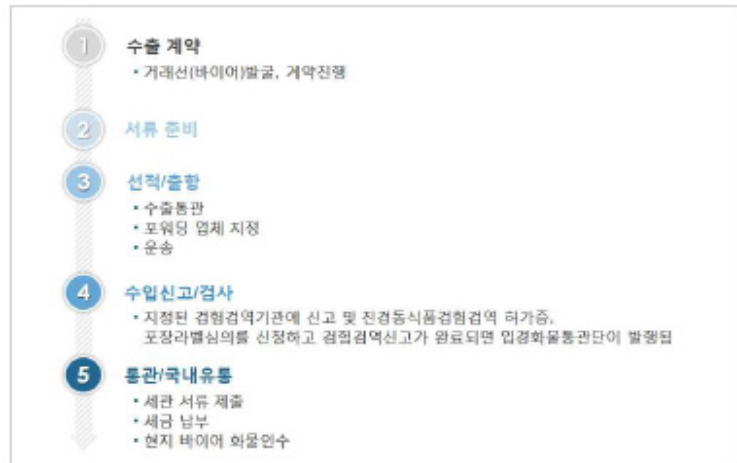 1
수출 계약
• 거래선(바이어)발굴, 계약진행
2
서류 준비
3
선적/출항
• 수출통관
• 포워딩 업체 지정
• 운송
4
수입신고/검사
• 지정된 검험검역기관에 신고 및 진경동식품검험검역 허가증,
포장라벨심의를 신청하고 검험검역신고가 완료되면 입경화물통관단이 발행됨
5
통관/국내유통
• 세관 서류 제출
• 세금 납부
• 현지 바이어 화물인수